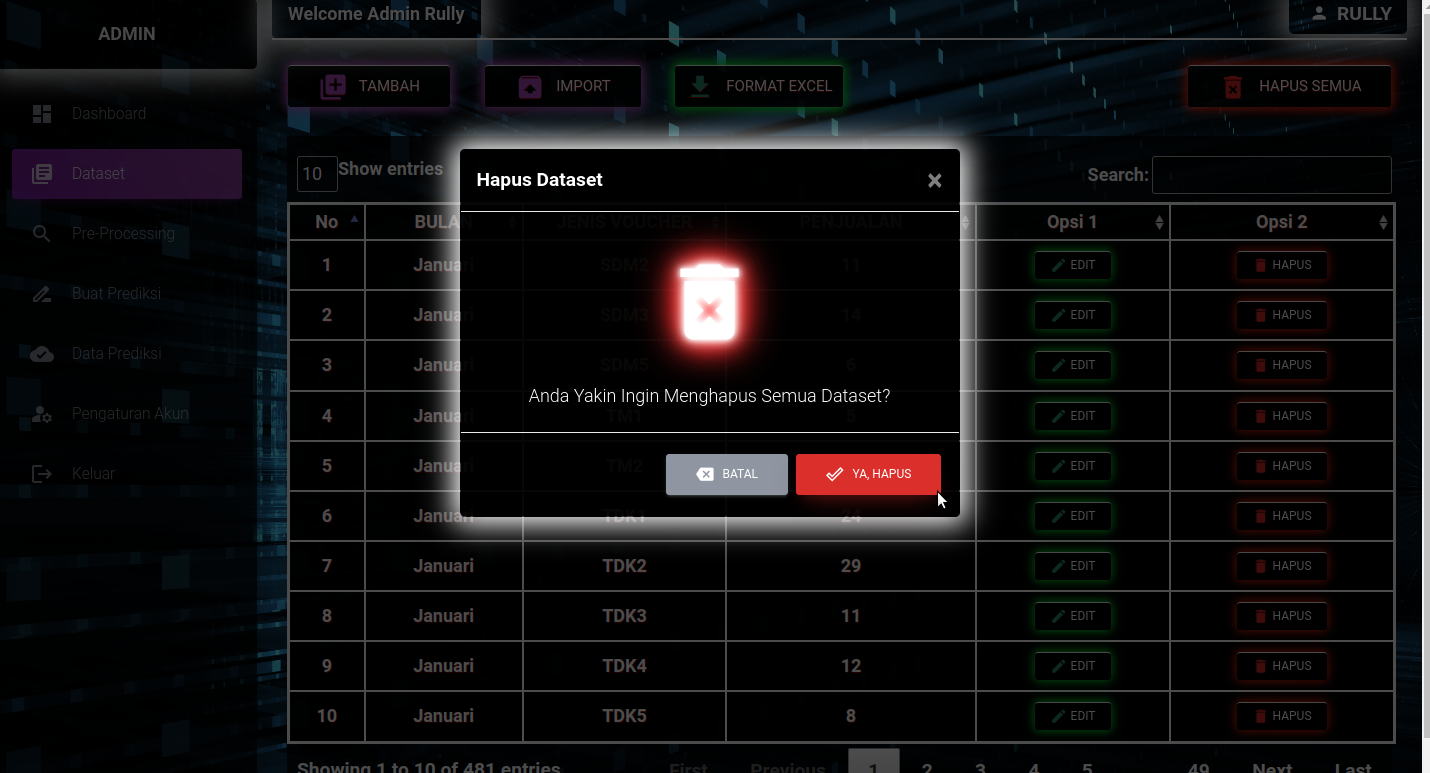 ADMIN
Welcome Admin Rully
RULLY
TAMBAH
IMPORT
FORMAT EXCEL
HAPUS SEMUA
Dashboard
Dataset
Pre-Processing
Buat Prediksi
Data Prediksi
Pengaturan Akun
Keluar
10 Show entries
Search:
Hapus Dataset ×
Anda Yakin Ingin Menghapus Semua Dataset?
BATAL
YA, HAPUS
No BULAN JENIS VOUCHER PENJUALAN Opsi 1 Opsi 2
1 Januari SDM2 11 EDIT HAPUS
2 Januari SDM3 14 EDIT HAPUS
3 Januari SDM5 6 EDIT HAPUS
4 Januari TM1 5 EDIT HAPUS
5 Januari TM2 EDIT HAPUS
6 Januari TDK1 24 EDIT HAPUS
7 Januari TDK2 29 EDIT HAPUS
8 Januari TDK3 11 EDIT HAPUS
9 Januari TDK4 12 EDIT HAPUS
10 Januari TDK5 8 EDIT HAPUS
Showing 1 to 10 of 481 entries
First Previous 1 2 3 4 5 49 Next Last